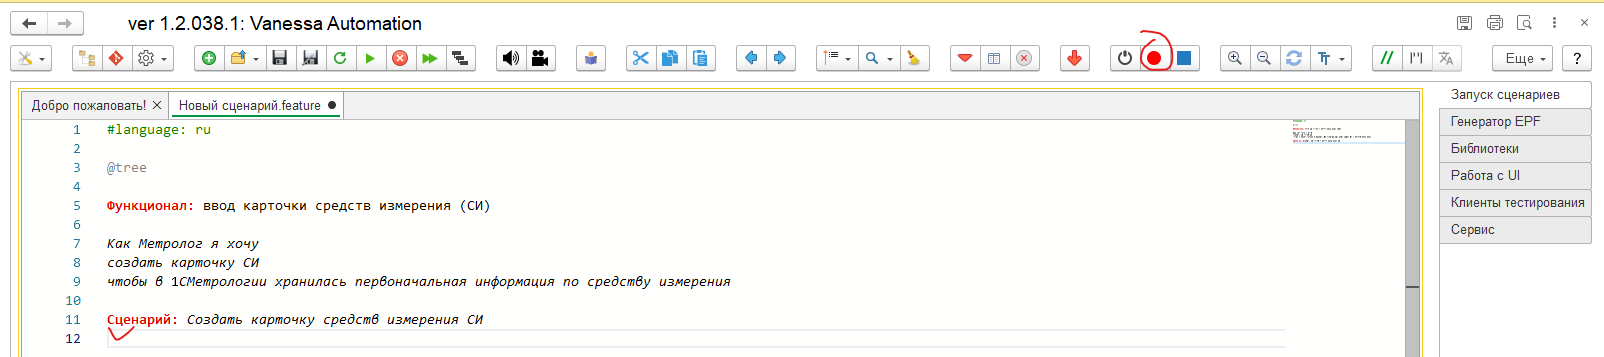 ver 1.2.038.1: Vanessa Automation
Еще
?
Добро пожаловать!
Новый сценарий.feature
1 #language: ru
2
3 @tree
4
5 Функционал: ввод карточки средств измерения (СИ)
6
7 Как Метролог я хочу
8 создать карточку СИ
9 чтобы в 1СМетрологии хранилась первоначальная информация по средству измерения
10
11 Сценарий: Создать карточку средств измерения СИ
12
Запуск сценариев
Генератор EPF
Библиотеки
Работа с UI
Клиенты тестирования
Сервис